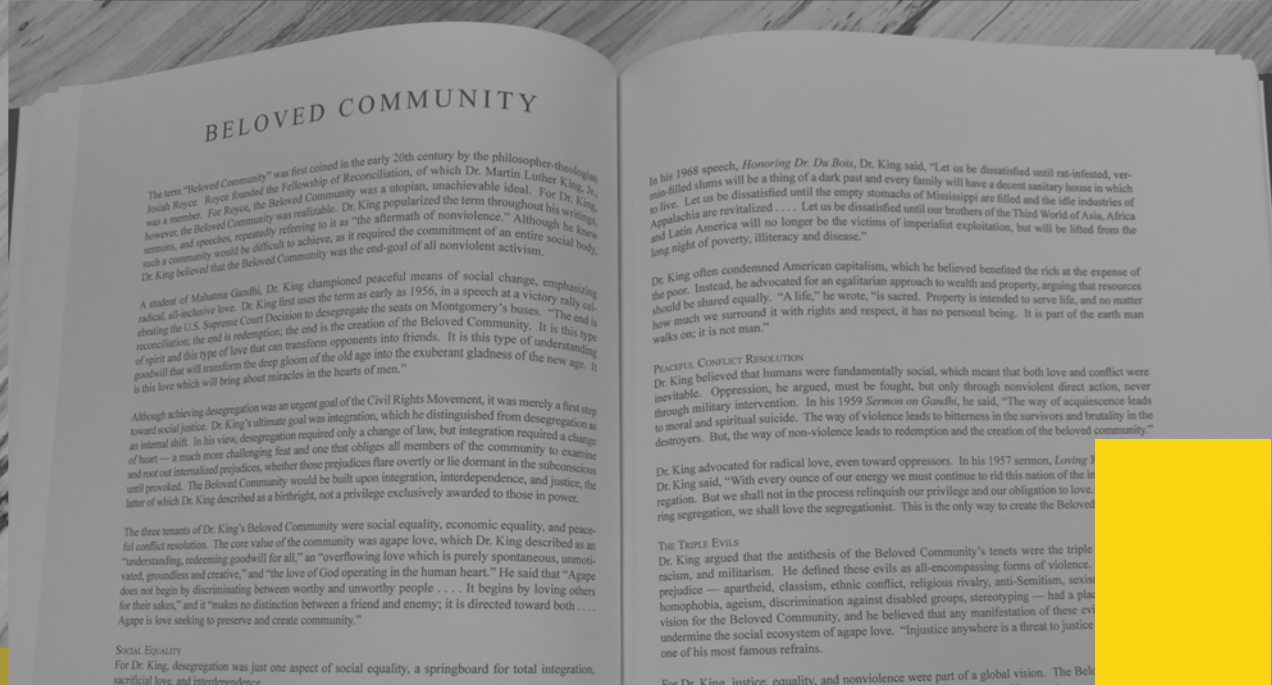 BELOVED COMMUNITY
The term “Beloved Community” was first coined in the early 20th century by the philosopher-theologian
Josiah Royce. Royce founded the Fellowship of Reconciliation, of which Dr. Martin Luther King, Jr.,
was a member. For Royce, the Beloved Community was a utopian, unachievable ideal. For Dr. King,
however, the Beloved Community was realizable. Dr. King popularized the term throughout his writings,
sermons, and speeches, repeatedly referring to it as “the aftermath of nonviolence.” Although he knew
such a community would be difficult to achieve, as it required the commitment of an entire social body,
Dr. King believed that the Beloved Community was the end-goal of all nonviolent activism.
A student of Mahatma Gandhi, Dr. King championed peaceful means of social change, emphasizing
radical, all-inclusive love. Dr. King first uses the term as early as 1956, in a speech at a victory rally cel-
ebrating the U.S. Supreme Court Decision to desegregate the seats on Montgomery’s buses. “The end is
reconciliation; the end is redemption; the end is the creation of the Beloved Community. It is this type
of spirit and this type of love that can transform opponents into friends. It is this type of understanding
goodwill that will transform the deep gloom of the old age into the exuberant gladness of the new age. It
is this love which will bring about miracles in the hearts of men.”
Although achieving desegregation was an urgent goal of the Civil Rights Movement, it was merely a first step
toward social justice. Dr. King’s ultimate goal was integration, which he distinguished from desegregation as
an internal shift. In his view, desegregation required only a change of law, but integration required a change
of heart — a much more challenging feat and one that obliges all members of the community to examine
and root out internalized prejudices, whether those prejudices flare overtly or lie dormant in the subconscious
until provoked. The Beloved Community would be built upon integration, interdependence, and justice, the
latter of which Dr. King described as a birthright, not a privilege exclusively awarded to those in power.
The three tenants of Dr. King’s Beloved Community were social equality, economic equality, and peace-
ful conflict resolution. The core value of the community was agape love, which Dr. King described as an
“understanding, redeeming goodwill for all,” an “overflowing love which is purely spontaneous, unmoti-
vated, groundless and creative,” and “the love of God operating in the human heart.” He said that “Agape
does not begin by discriminating between worthy and unworthy people . . . . It begins by loving others
for their sakes,” and it “makes no distinction between a friend and enemy; it is directed toward both . . . .
Agape is love seeking to preserve and create community.”
SOCIAL EQUALITY
For Dr. King, desegregation was just one aspect of social equality, a springboard for total integration,
sacrificial love, and interdependence.
In his 1968 speech, Honoring Dr. Du Bois, Dr. King said, “Let us be dissatisfied until rat-infested, ver-
min-filled slums will be a thing of a dark past and every family will have a decent sanitary house in which
to live. Let us be dissatisfied until the empty stomachs of Mississippi are filled and the idle industries of
Appalachia are revitalized . . . . Let us be dissatisfied until our brothers of the Third World of Asia, Africa
and Latin America will no longer be the victims of imperialist exploitation, but will be lifted from the
long night of poverty, illiteracy and disease.”
Dr. King often condemned American capitalism, which he believed benefited the rich at the expense of
the poor. Instead, he advocated for an egalitarian approach to wealth and property, arguing that resources
should be shared equally. “A life,” he wrote, “is sacred. Property is intended to serve life, and no matter
how much we surround it with rights and respect, it has no personal being. It is part of the earth man
walks on; it is not man.”
PEACEFUL CONFLICT RESOLUTION
Dr. King believed that humans were fundamentally social, which meant that both love and conflict were
inevitable. Oppression, he argued, must be fought, but only through nonviolent direct action, never
through military intervention. In his 1959 Sermon on Gandhi, he said, “The way of acquiescence leads
to moral and spiritual suicide. The way of violence leads to bitterness in the survivors and brutality in the
destroyers. But, the way of non-violence leads to redemption and the creation of the beloved community.”
Dr. King advocated for radical love, even toward oppressors. In his 1957 sermon, Loving
Dr. King said, “With every ounce of our energy we must continue to rid this nation of the
regation. But we shall not in the process relinquish our privilege and our obligation to love.
ring segregation, we shall love the segregationist. This is the only way to create the Beloved
THE TRIPLE EVILS
Dr. King argued that the antithesis of the Beloved Community’s tenets were the triple
racism, and militarism. He defined these evils as all-encompassing forms of violence.
prejudice — apartheid, classism, ethnic conflict, religious rivalry, anti-Semitism,
homophobia, ageism, discrimination against disabled groups, stereotyping — had a
vision for the Beloved Community, and he believed that any manifestation of these
undermine the social ecosystem of agape love. “Injustice anywhere is a threat to justice
one of his most famous refrains.
For Dr. King, justice, equality, and nonviolence were part of a global vision. The